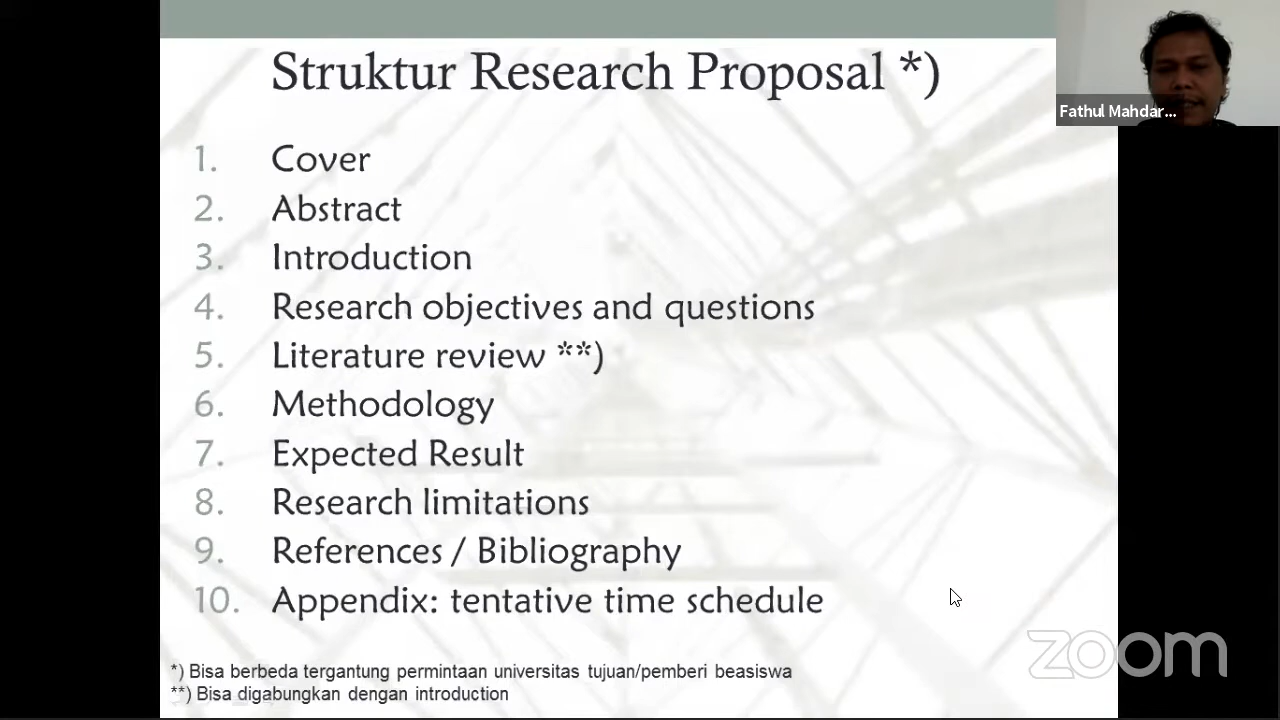 Struktur Research Proposal *)
1. Cover
2. Abstract
3. Introduction
4. Research objectives and questions
5. Literature review **)
6. Methodology
7. Expected Result
8. Research limitations
9. References / Bibliography
10. Appendix: tentative time schedule
*) Bisa berbeda tergantung permintaan universitas tujuan/pemberi beasiswa
**) Bisa digabungkan dengan introduction
Fathul Mahdar...
zoom